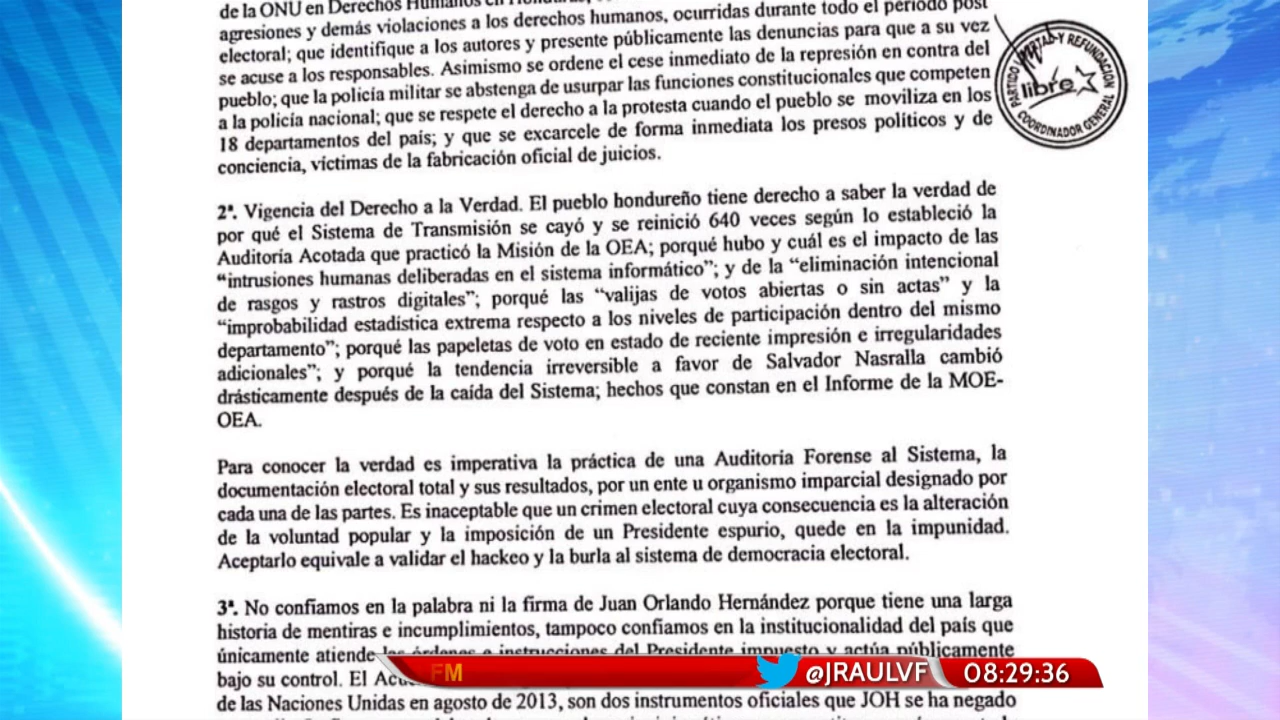 de la ONU en Derechos Humanos en Honduras,
agresiones y demás violaciones a los derechos humanos, ocurridas durante todo el periodo post
electoral; que identifique a los autores y presente públicamente las denuncias para que a su vez
se acuse a los responsables. Asimismo se ordene el cese inmediato de la represión en contra del
pueblo; que la policía militar se abstenga de usurpar las funciones constitucionales que competen
a la policía nacional; que se respete el derecho a la protesta cuando el pueblo se moviliza en los
18 departamentos del país; y que se excarcele de forma inmediata los presos políticos y de
conciencia, víctimas de la fabricación oficial de juicios.
PARTIDO LIBERTAD Y REFUNDACIÓN
libre
COORDINADOR GENERAL
2ª. Vigencia del Derecho a la Verdad. El pueblo hondureño tiene derecho a saber la verdad de
por qué el Sistema de Transmisión se cayó y se reinició 640 veces según lo estableció la
Auditoría Acotada que practicó la Misión de la OEA; porqué hubo y cuál es el impacto de las
“intrusiones humanas deliberadas en el sistema informático”; y de la “eliminación intencional
de rasgos y rastros digitales”; porqué las “valijas de votos abiertas o sin actas” y la
“improbabilidad estadística extrema respecto a los niveles de participación dentro del mismo
departamento”; porqué las papeletas de voto en estado de reciente impresión e irregularidades
adicionales”; y porqué la tendencia irreversible a favor de Salvador Nasralla cambió
drásticamente después de la caída del Sistema; hechos que constan en el Informe de la MOE-
OEA.
Para conocer la verdad es imperativa la práctica de una Auditoria Forense al Sistema, la
documentación electoral total y sus resultados, por un ente u organismo imparcial designado por
cada una de las partes. Es inaceptable que un crimen electoral cuya consecuencia es la alteración
de la voluntad popular y la imposición de un Presidente espurio, quede en la impunidad.
Aceptarlo equivale a validar el hackeo y la burla al sistema de democracia electoral.
3ª. No confiamos en la palabra ni la firma de Juan Orlando Hernández porque tiene una larga
historia de mentiras e incumplimientos, tampoco confiamos en la institucionalidad del país que
únicamente atiende las órdenes e instrucciones del Presidente impuesto y actúa públicamente
bajo su control. El
de las Naciones Unidas en agosto de 2013, son dos instrumentos oficiales que JOH se ha negado
FM
@JRAULVF
08:29:36